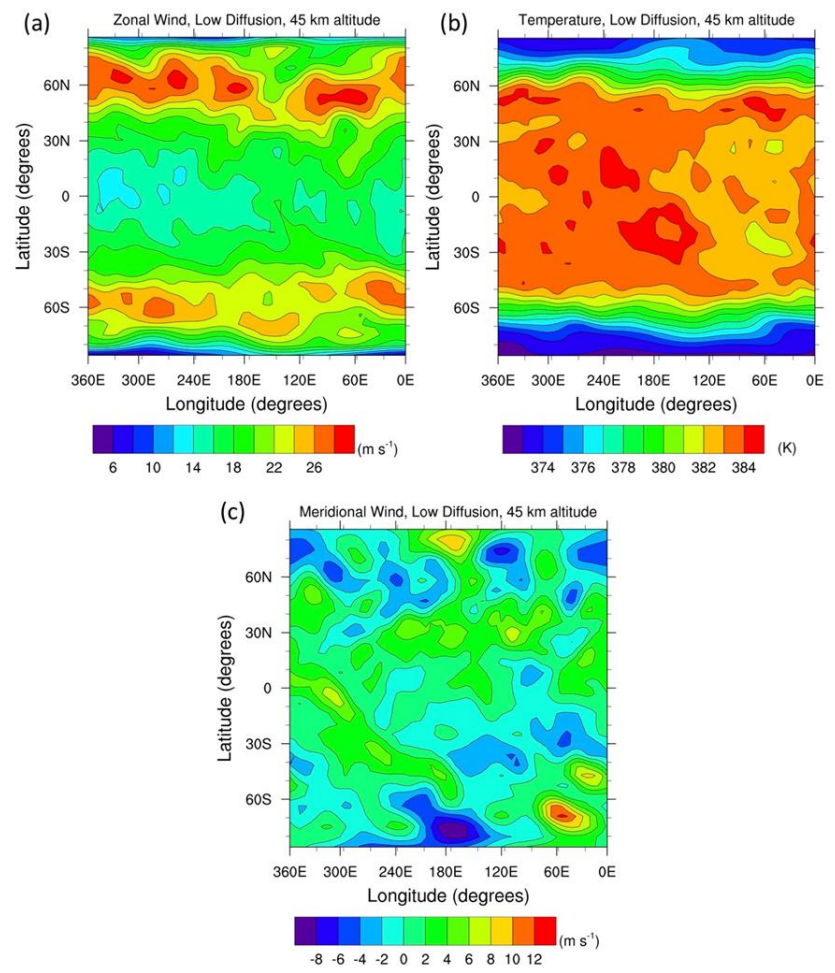 (a)
Zonal Wind, Low Diffusion, 45 km altitude
Latitude (degrees)
60N
30N
0
30S
60S
360E 300E 240E 180E 120E 60E 0E
Longitude (degrees)
6 10 14 18 22 26 (m s⁻¹)
(b)
Temperature, Low Diffusion, 45 km altitude
Latitude (degrees)
60N
30N
0
30S
60S
360E 300E 240E 180E 120E 60E 0E
Longitude (degrees)
374 376 378 380 382 384 (K)
(c)
Meridional Wind, Low Diffusion, 45 km altitude
Latitude (degrees)
60N
30N
0
30S
60S
360E 300E 240E 180E 120E 60E 0E
Longitude (degrees)
-8 -6 -4 -2 0 2 4 6 8 10 12 (m s⁻¹)